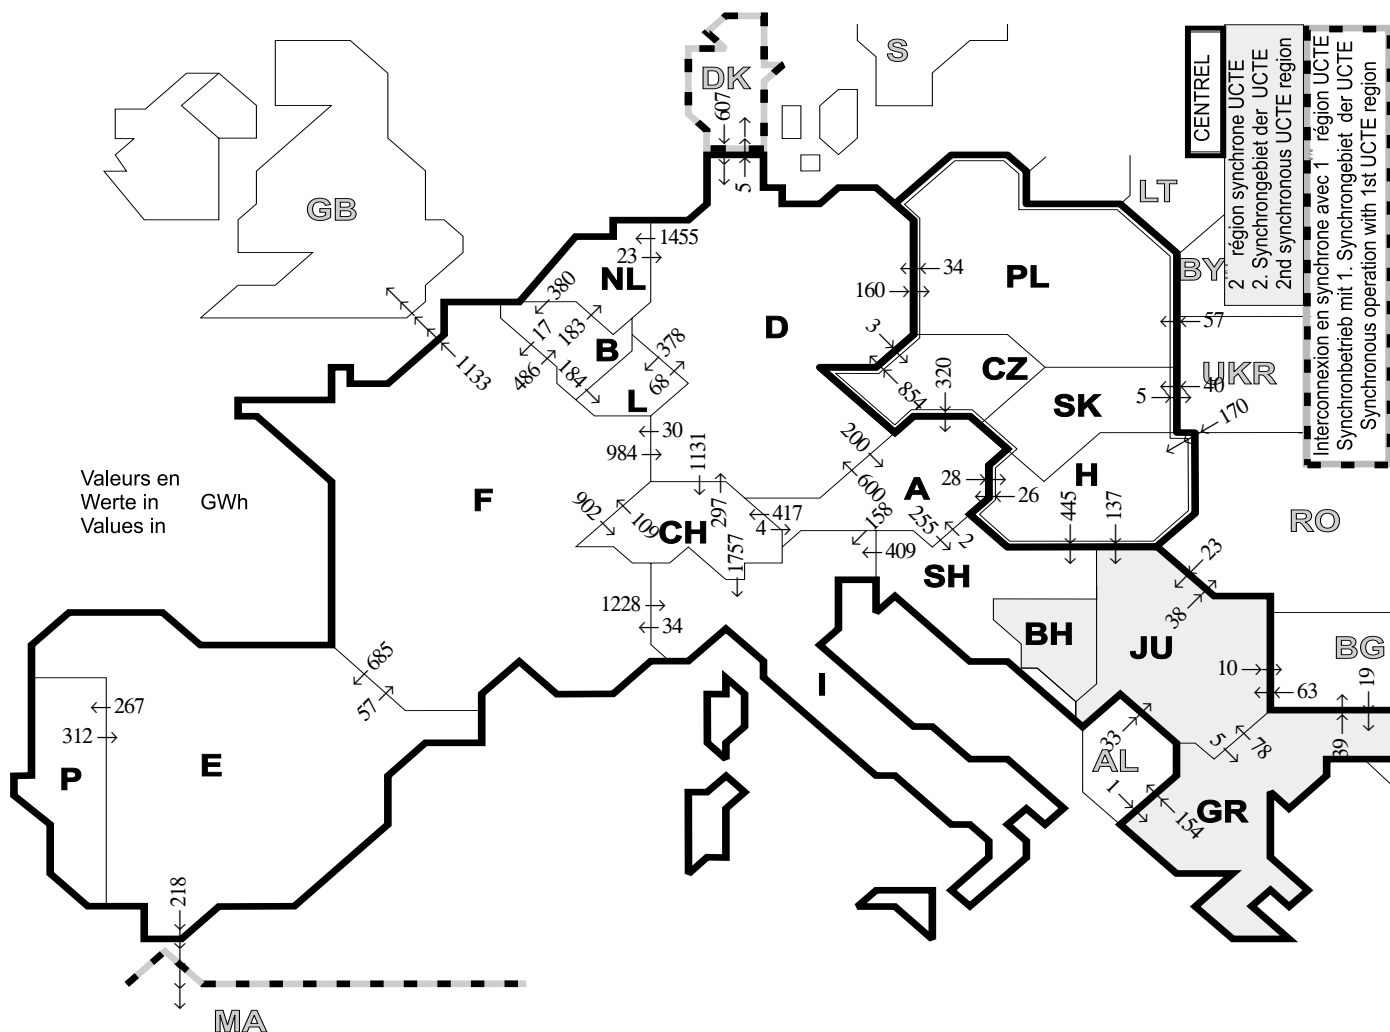 S
DK
607
5
GB
LT
BY
UKR
RO
BG
MA
AL
CENTREL
2 région synchrone UCTE
2. Synchrongebiet der UCTE
2nd synchronous UCTE region
Interconnexion en synchrone avec 1 région UCTE
Synchronbetrieb mit 1. Synchrongebiet der UCTE
Synchronous operation with 1st UCTE region
1455
23
NL
380
183
17
486
B
184
378
68
L
D
34
160
PL
3
854
320
CZ
SK
57
40
5
170
1133
30
984
1131
297
200
600
A
28
26
H
445
137
Valeurs en
Werte in
Values in
GWh
F
902
109
CH
417
4
1757
158
409
255
2
SH
23
38
1228
34
BH
JU
10
63
19
39
685
57
267
312
P
E
I
33
5
78
1
154
GR
218